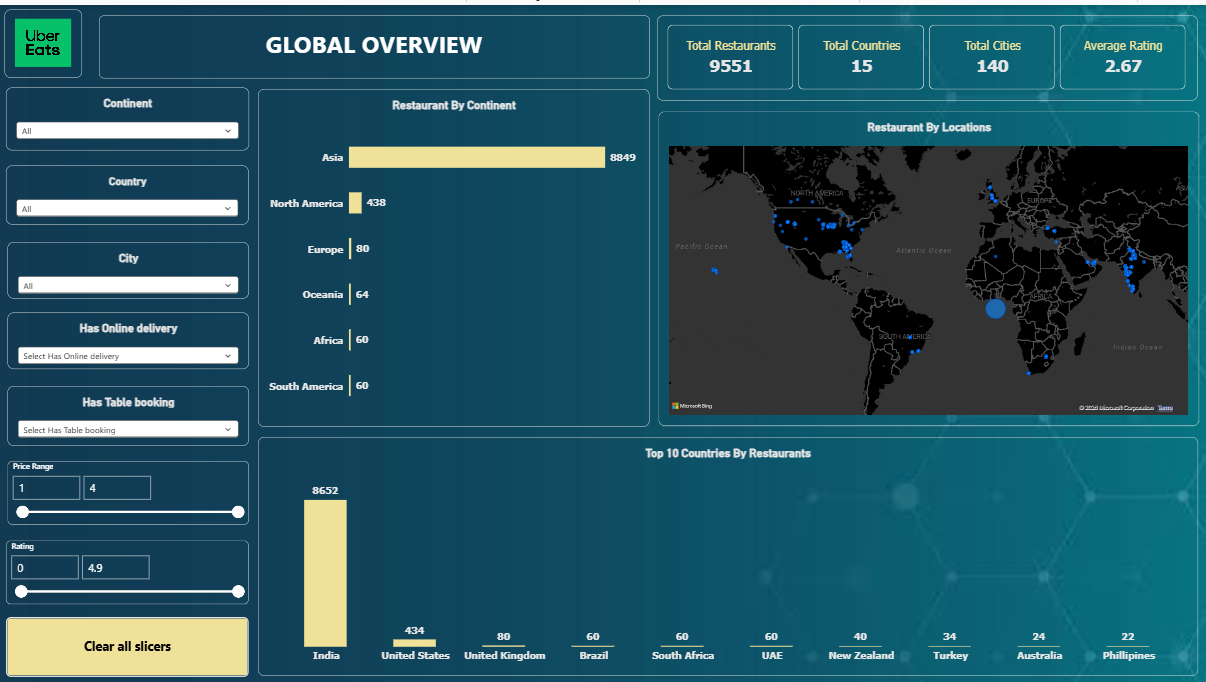 Uber
Eats
GLOBAL OVERVIEW
Total Restaurants
9551
Total Countries
15
Total Cities
140
Average Rating
2.67
Continent
All
Country
All
City
All
Has Online delivery
Select Has Online delivery
Has Table booking
Select Has Table booking
Price Range
1
4
Rating
0
4.9
Clear all slicers
Restaurant By Continent
Asia
8849
North America
438
Europe
80
Oceania
64
Africa
60
South America
60
Restaurant By Locations
NORTH AMERICA
EUROPE
Pacific Ocean
Atlantic Ocean
AFRICA
SOUTH AMERICA
Indian Ocean
Microsoft Bing
Microsoft Corporation
Terms
Top 10 Countries By Restaurants
8652
434
80
60
60
60
40
34
24
22
India
United States
United Kingdom
Brazil
South Africa
UAE
New Zealand
Turkey
Australia
Phillipines